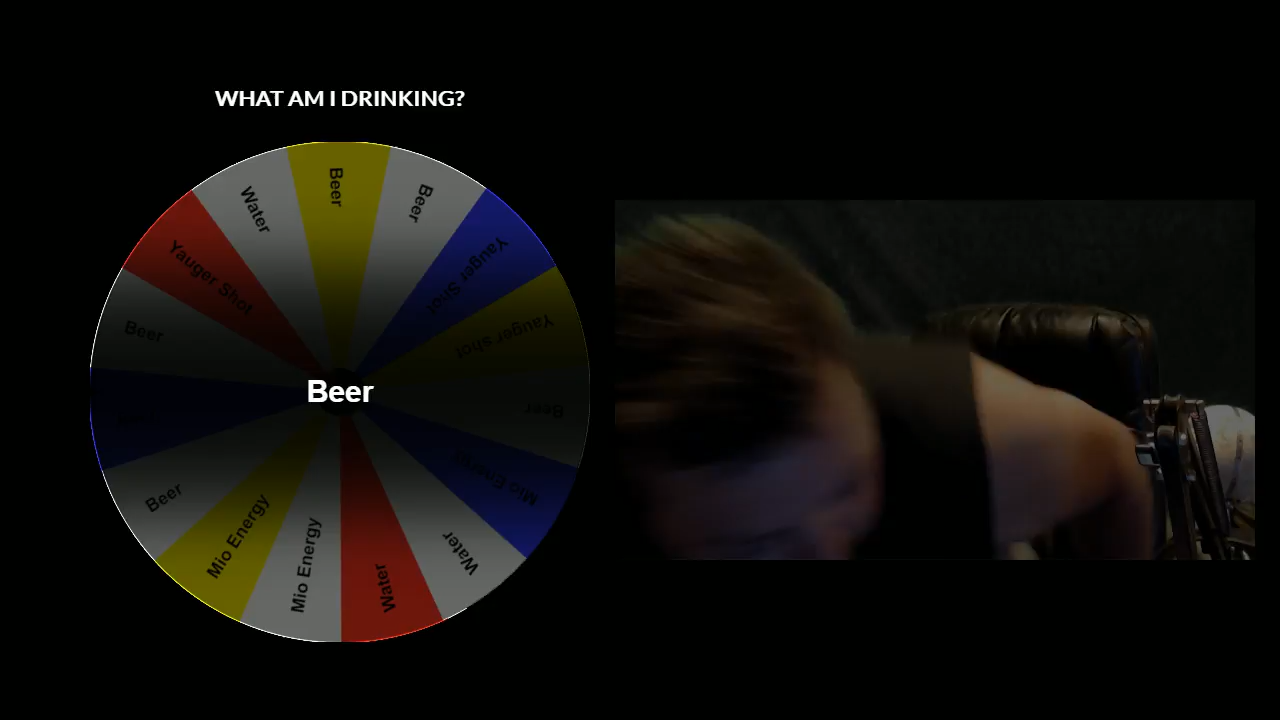 WHAT AM I DRINKING?
Beer
Beer
Yauger Shot
Yauger shot
Beer
Mio Energy
Water
Water
Mio Energy
Mio Energy
Beer
Beer
Yauger Shot
Water
Beer